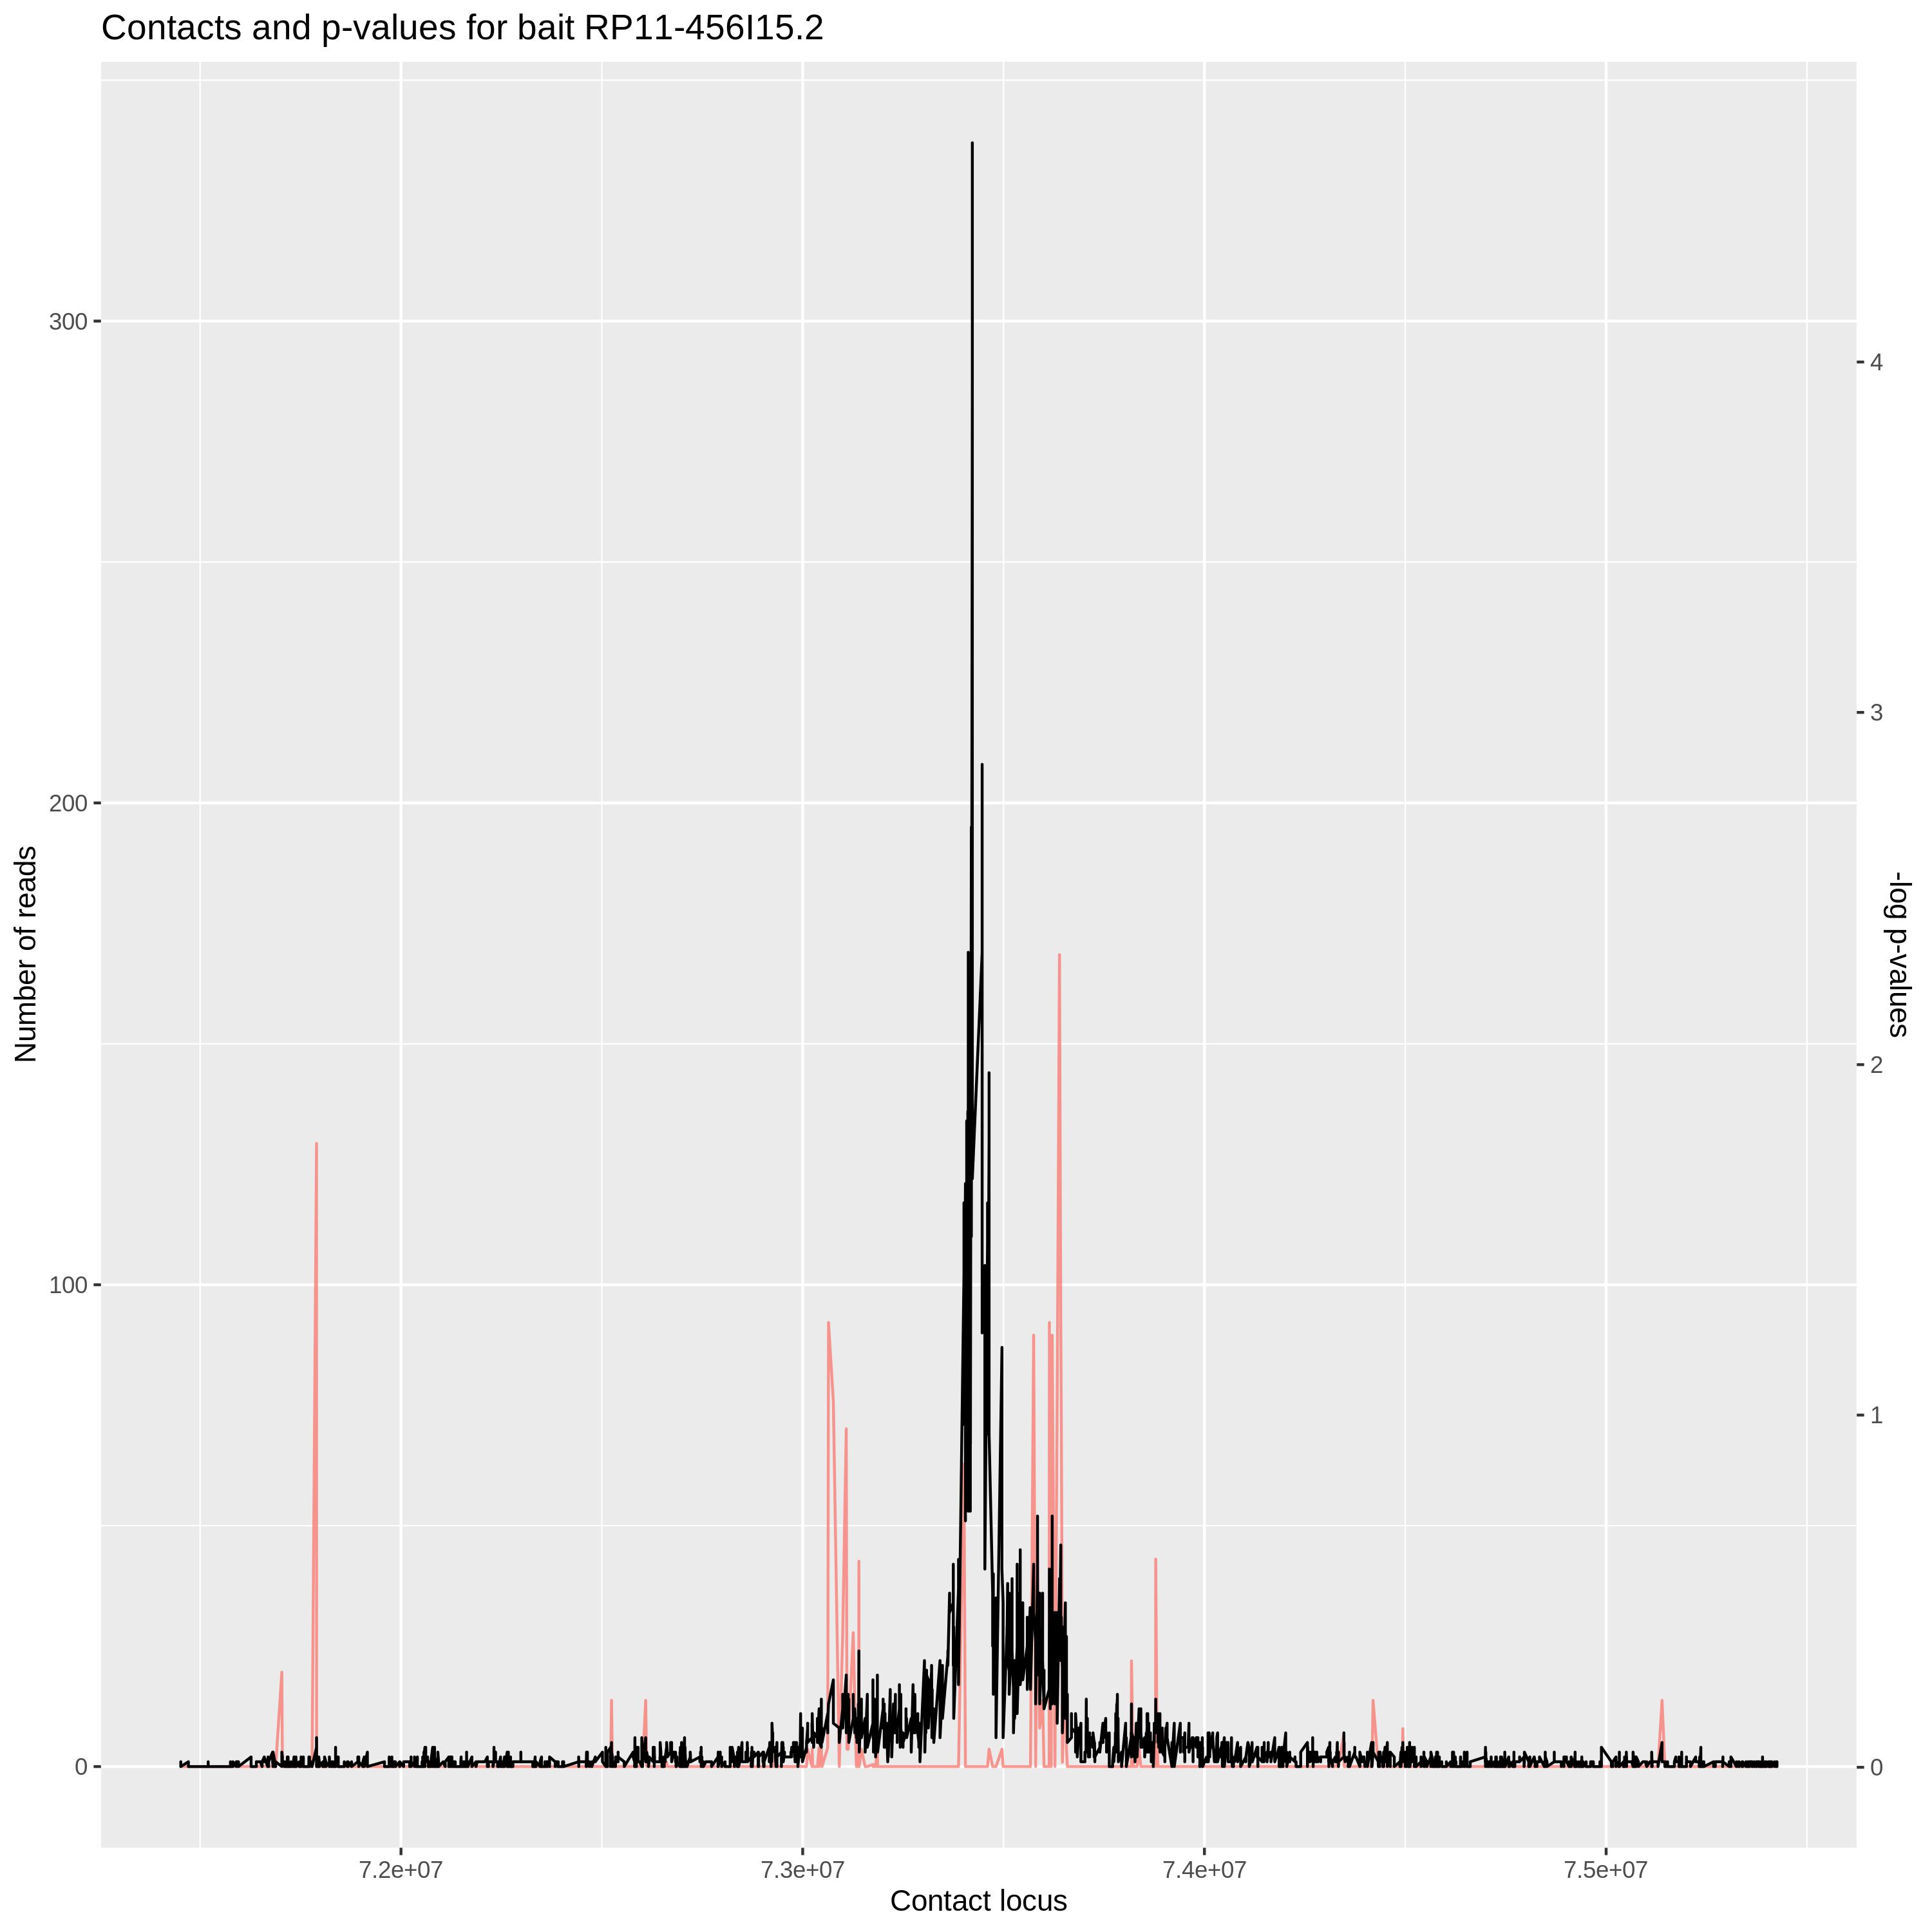 Contacts and p-values for bait RP11-456I15.2
300
200
100
0
Number of reads
4
3
2
1
0
-log p-values
7.2e+07
7.3e+07
7.4e+07
7.5e+07
Contact locus